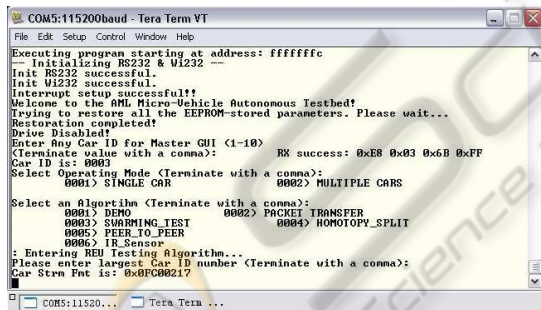 COM5:115200baud - Tera Term VT
File Edit Setup Control Window Help
Executing program starting at address: fffffffc
-- Initializing RS232 & Wi232 --
Init RS232 successful.
Init Wi232 successful.
Interrupt setup successful!!
Welcome to the AML Micro-Vehicle Autonomous Testbed!
Trying to restore all the EEPROM-stored parameters. Please wait...
Restoration completed!
Drive Disabled!
Enter Any Car ID for Master GUI (1-10)
(Terminate value with a comma): RX success: 0xE8 0x03 0x6B 0xFF
Car ID is: 0003
Select Operating Mode (Terminate with a comma):
0001) SINGLE CAR 0002) MULTIPLE CARS
Select an Algortihm (Terminate with a comma):
0001) DEMO 0002) PACKET TRANSFER
0003) SWARMING_TEST 0004) HOMOTOPY_SPLIT
0005) PEER_TO_PEER
0006) IR_Sensor
: Entering REU Testing Algorithm...
Please enter largest Car ID number (Terminate with a comma):
Car Strm Fmt is: 0x0FC00217
COM5:11520... Tera Term ...